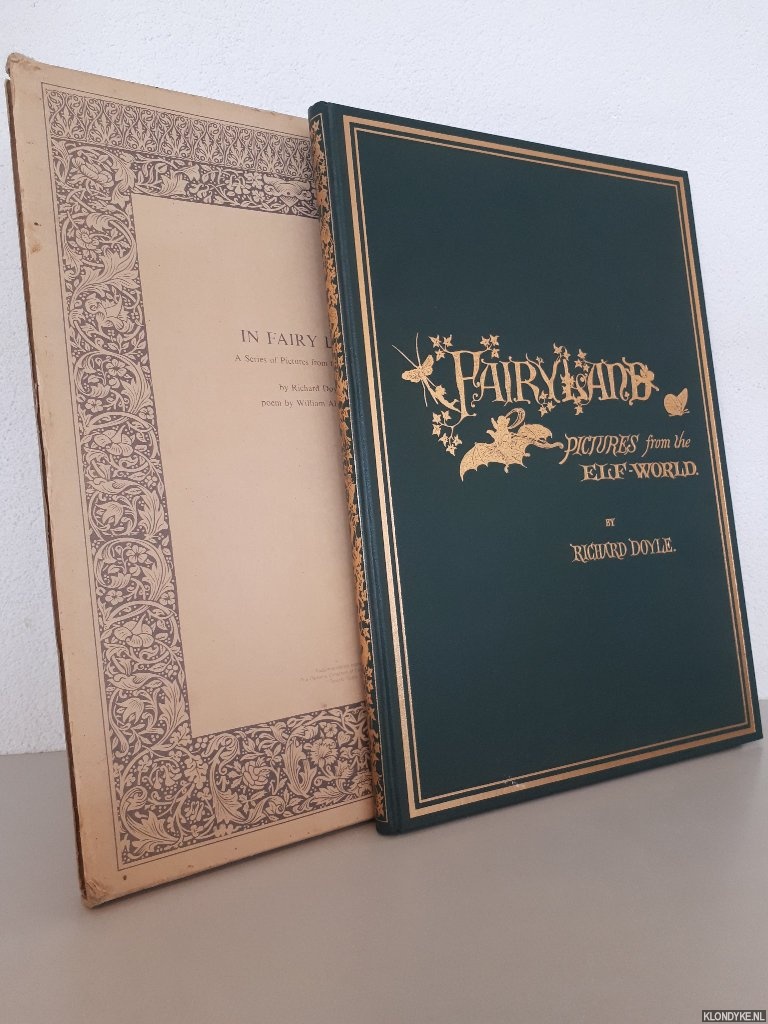 IN FAIRY L
A Series of Pictures from t
by Richard Doy
poem by William Al
FAIRYLAND
PICTURES from the
ELF-WORLD.
BY
RICHARD DOYLE.
KLONDYKE.NL